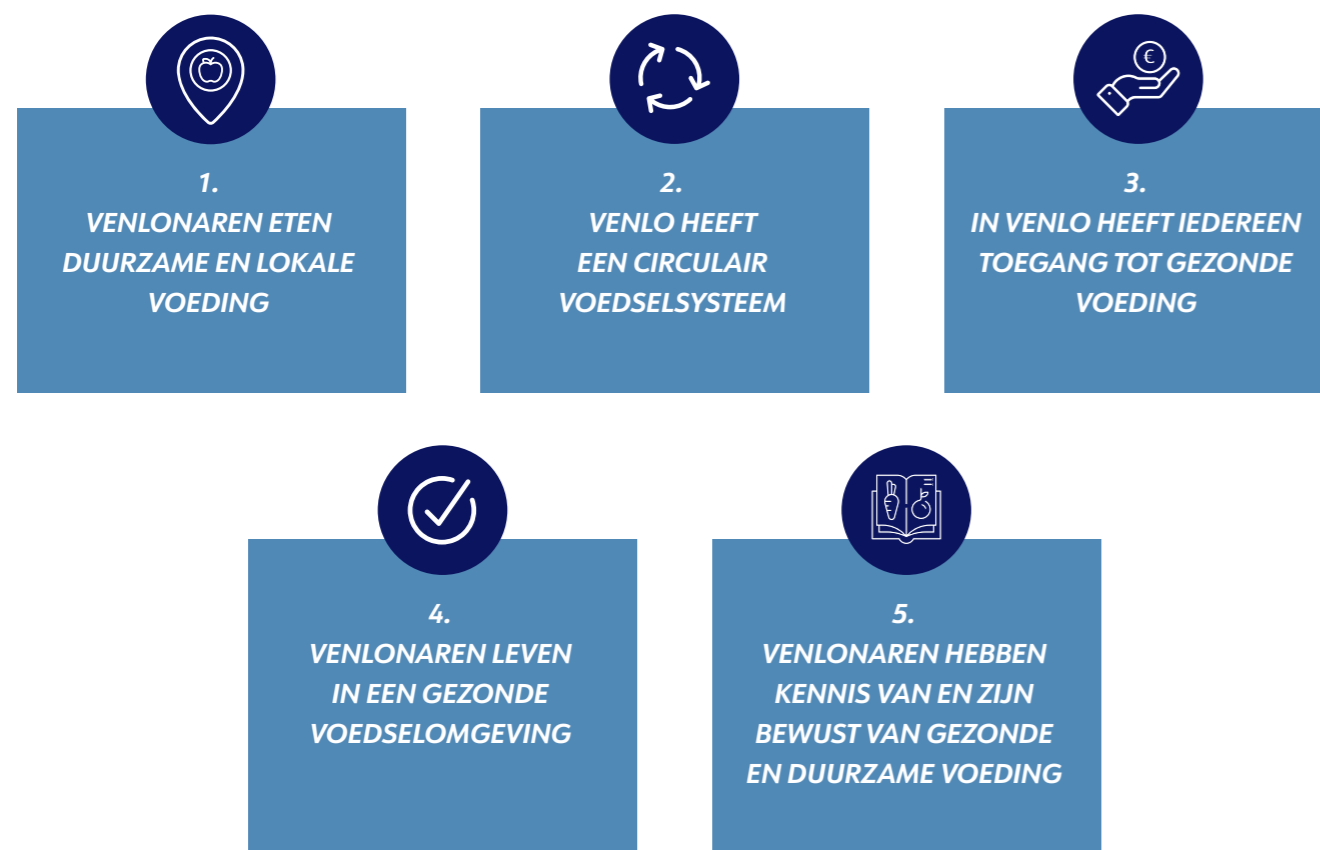 1.
VENLONAREN ETEN
DUURZAME EN LOKALE
VOEDING
2.
VENLO HEEFT
EEN CIRCULAIR
VOEDSELSYSTEEM
€
3.
IN VENLO HEEFT IEDEREEN
TOEGANG TOT GEZONDE
VOEDING
4.
VENLONAREN LEVEN
IN EEN GEZONDE
VOEDSELOMGEVING
5.
VENLONAREN HEBBEN
KENNIS VAN EN ZIJN
BEWUST VAN GEZONDE
EN DUURZAME VOEDING